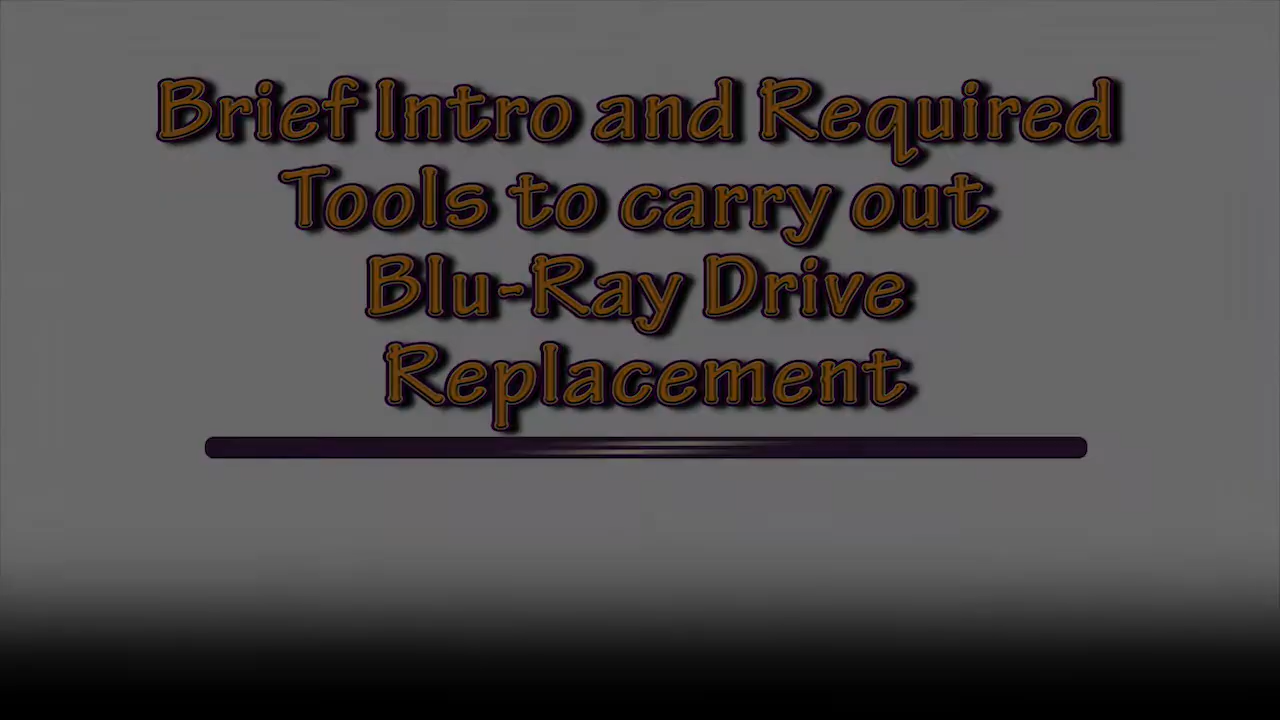 Brief Intro and Required
Tools to carry out
Blu-Ray Drive
Replacement